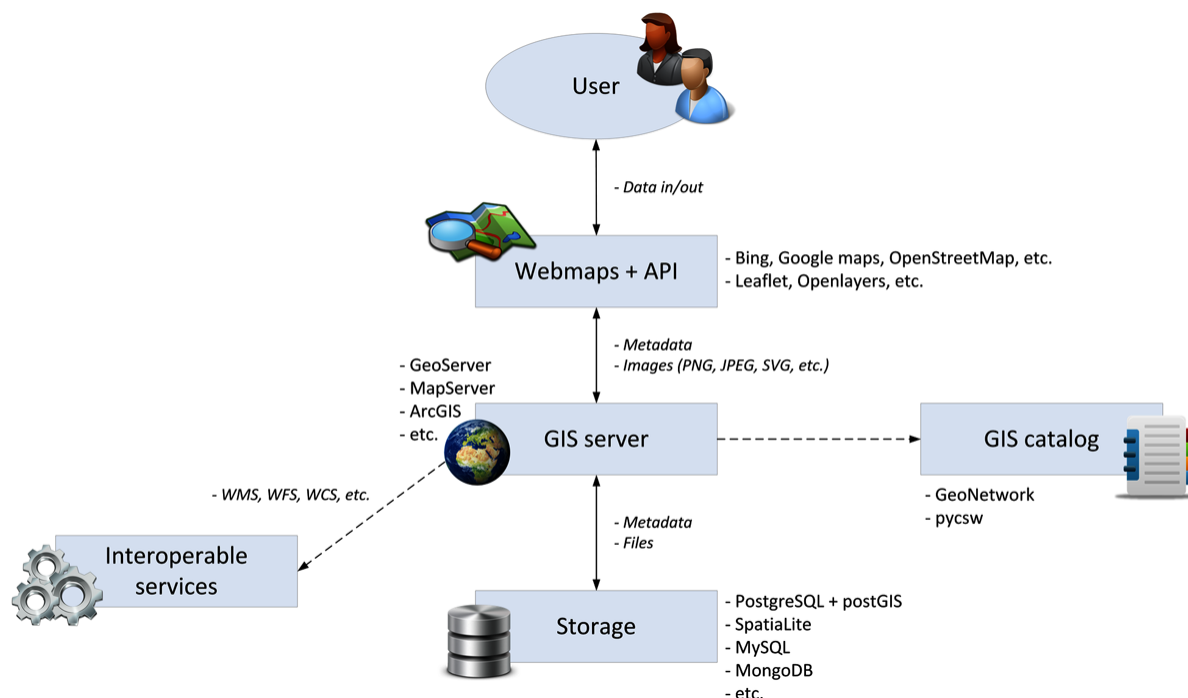 User
- Data in/out
Webmaps + API
- Bing, Google maps, OpenStreetMap, etc.
- Leaflet, Openlayers, etc.
- Metadata
- Images (PNG, JPEG, SVG, etc.)
- GeoServer
- MapServer
- ArcGIS
- etc.
GIS server
GIS catalog
- GeoNetwork
- pycsw
- WMS, WFS, WCS, etc.
Interoperable
services
- Metadata
- Files
Storage
- PostgreSQL + postGIS
- SpatiaLite
- MySQL
- MongoDB
- etc.